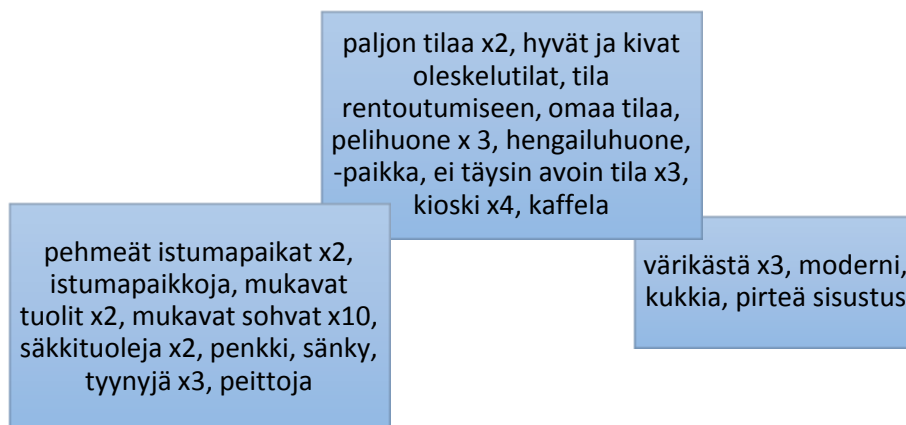 paljon tilaa x2, hyvät ja kivat
oleskelutilat, tila
rentoutumiseen, omaa tilaa,
pelihuone x 3, hengailuhuone,
-paikka, ei täysin avoin tila x3,
kioski x4, kaffela
pehmeät istumapaikat x2,
istumapaikkoja, mukavat
tuolit x2, mukavat sohvat x10,
säkkituoleja x2, penkki, sänky,
tyynyjä x3, peittoja
värikästä x3, moderni,
kukkia, pirteä sisustus